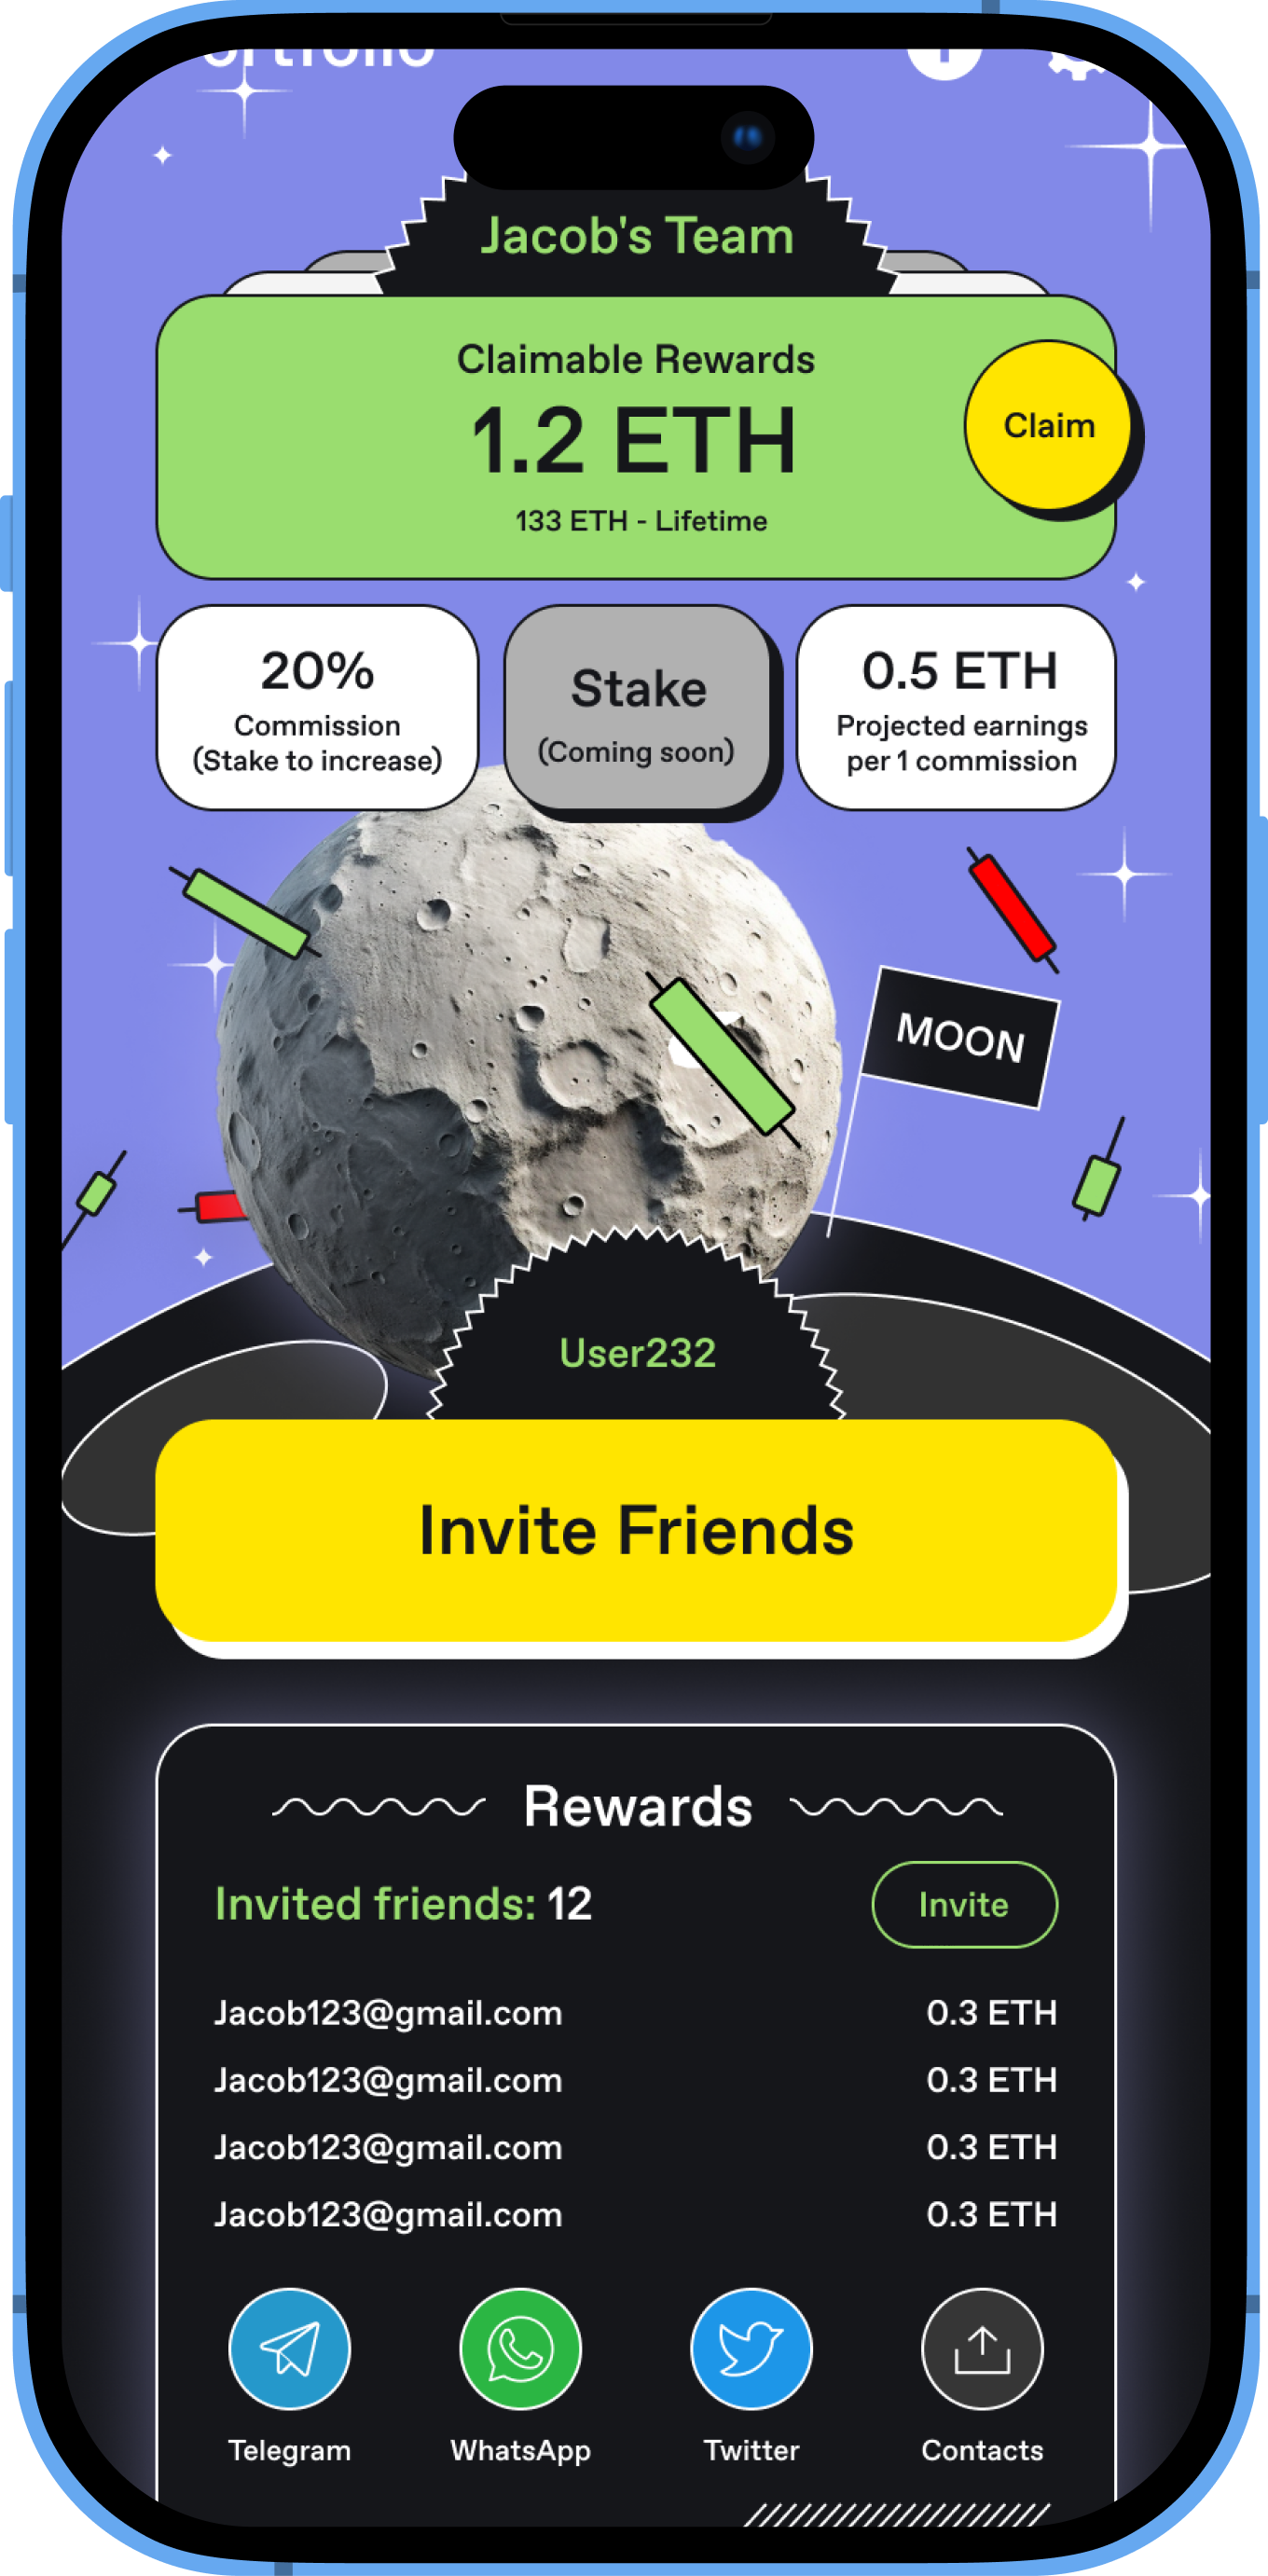 Jacob's Team
Claimable Rewards
1.2 ETH
133 ETH - Lifetime
Claim
20%
Commission
(Stake to increase)
Stake
(Coming soon)
0.5 ETH
Projected earnings
per 1 commission
MOON
User232
Invite Friends
Rewards
Invited friends: 12
Invite
Jacob123@gmail.com 0.3 ETH
Jacob123@gmail.com 0.3 ETH
Jacob123@gmail.com 0.3 ETH
Jacob123@gmail.com 0.3 ETH
Telegram WhatsApp Twitter Contacts